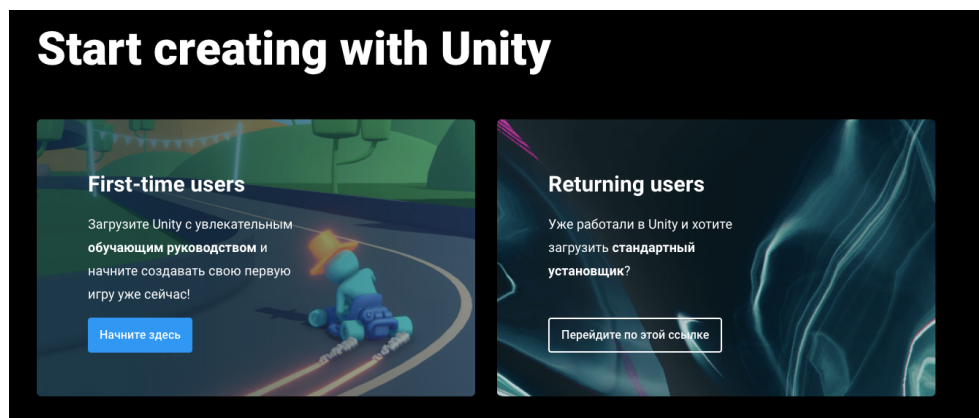 Start creating with Unity
First-time users
Загрузите Unity с увлекательным
обучающим руководством и
начните создавать свою первую
игру уже сейчас!
Начните здесь
Returning users
Уже работали в Unity и хотите
загрузить стандартный
установщик?
Перейдите по этой ссылке